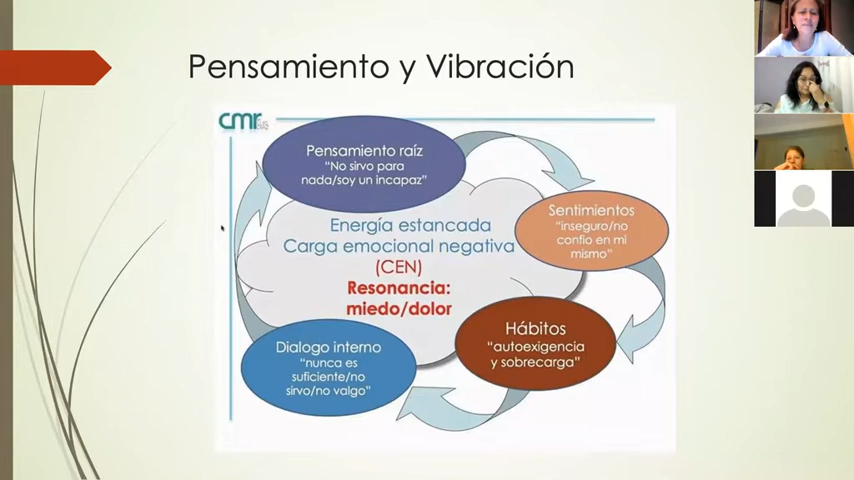 Pensamiento y Vibración
cmr
Pensamiento raíz
"No sirvo para
nada/soy un incapaz"
Sentimientos
"inseguro/no
confio en mi
mismo"
Energía estancada
Carga emocional negativa
(CEN)
Resonancia:
miedo/dolor
Hábitos
"autoexigencia
y sobrecarga"
Dialogo interno
"nunca es
suficiente/no
sirvo/no valgo"